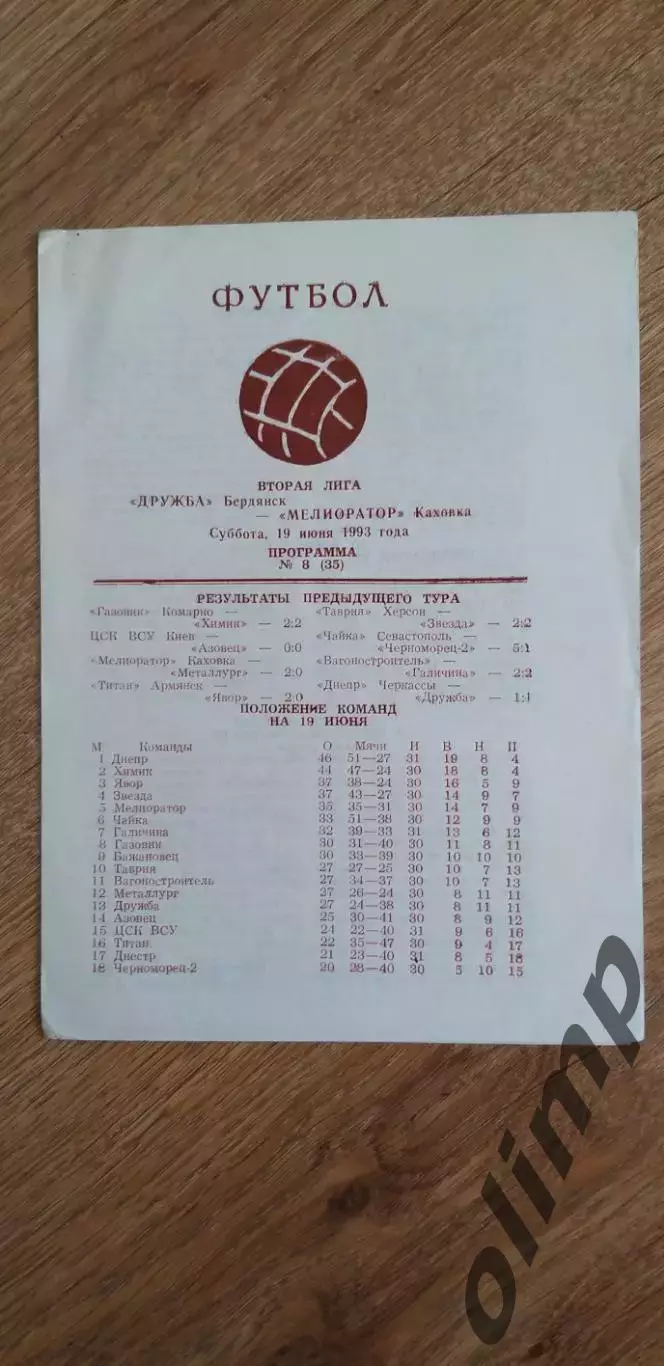 ФУТБОЛ
ВТОРАЯ ЛИГА
«ДРУЖБА» Бердянск
— «МЕЛИОРАТОР» Каховка
Суббота, 19 июня 1993 года
ПРОГРАММА
№ 8 (35)
РЕЗУЛЬТАТЫ ПРЕДЫДУЩЕГО ТУРА
«Газовик» Комарно —
«Химик» — 2:2
ЦСК ВСУ Киев —
«Азовец» — 0:0
«Мелиоратор» Каховка —
«Металлург» — 2:0
«Титан» Армянск —
«Явор» — 2:0
«Таврия» Херсон —
«Звезда» — 2:2
«Чайка» Севастополь —
«Черноморец-2» — 5:1
«Вагоностроитель» —
«Галичина» — 2:2
«Днепр» Черкассы —
«Дружба» — 1:1
ПОЛОЖЕНИЕ КОМАНД
НА 19 ИЮНЯ
М Команды О Мячи И В Н П
1 Днепр 46 51—27 31 19 8 4
2 Химик 44 47—24 30 18 8 4
3 Явор 37 38—24 30 16 5 9
4 Звезда 37 43—27 30 14 9 7
5 Мелиоратор 35 35—31 30 14 7 9
6 Чайка 33 51—38 30 12 9 9
7 Галичина 32 39—33 31 13 6 12
8 Газовик 30 31—40 30 11 8 11
9 Бажановец 30 33—39 30 10 10 10
10 Таврия 27 27—25 30 10 7 13
11 Вагоностроитель 27 34—37 30 10 7 13
12 Металлург 27 26—24 30 8 11 11
13 Дружба 27 24—38 30 8 11 11
14 Азовец 25 30—41 30 8 9 12
15 ЦСК ВСУ 24 22—40 31 9 6 16
16 Титан 22 35—47 30 9 4 17
17 Днестр 21 23—40 31 8 5 18
18 Черноморец-2 20 28—40 30 5 10 15
olimp